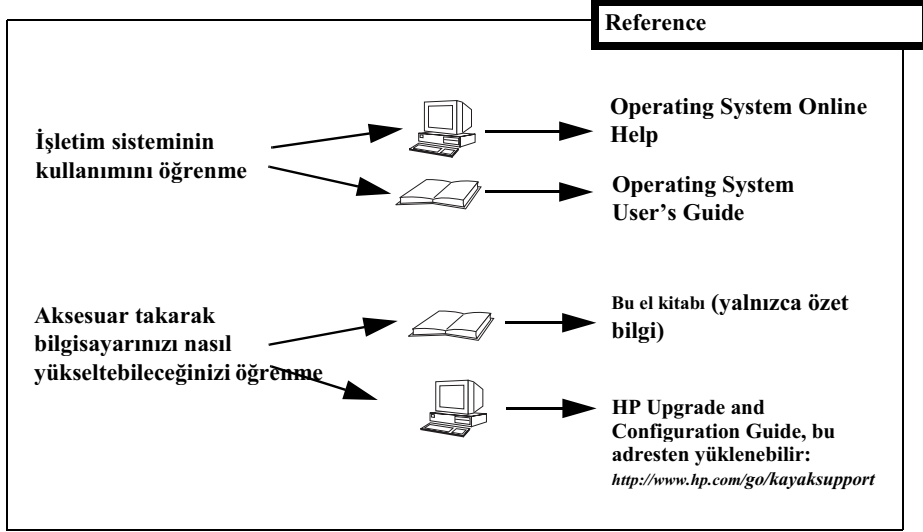 Reference
İşletim sisteminin
kullanımını öğrenme
Operating System Online
Help
Operating System
User's Guide
Aksesuar takarak
bilgisayarınızı nasıl
yükseltebileceğinizi öğrenme
Bu el kitabı (yalnızca özet
bilgi)
HP Upgrade and
Configuration Guide, bu
adresten yüklenebilir:
http://www.hp.com/go/kayaksupport